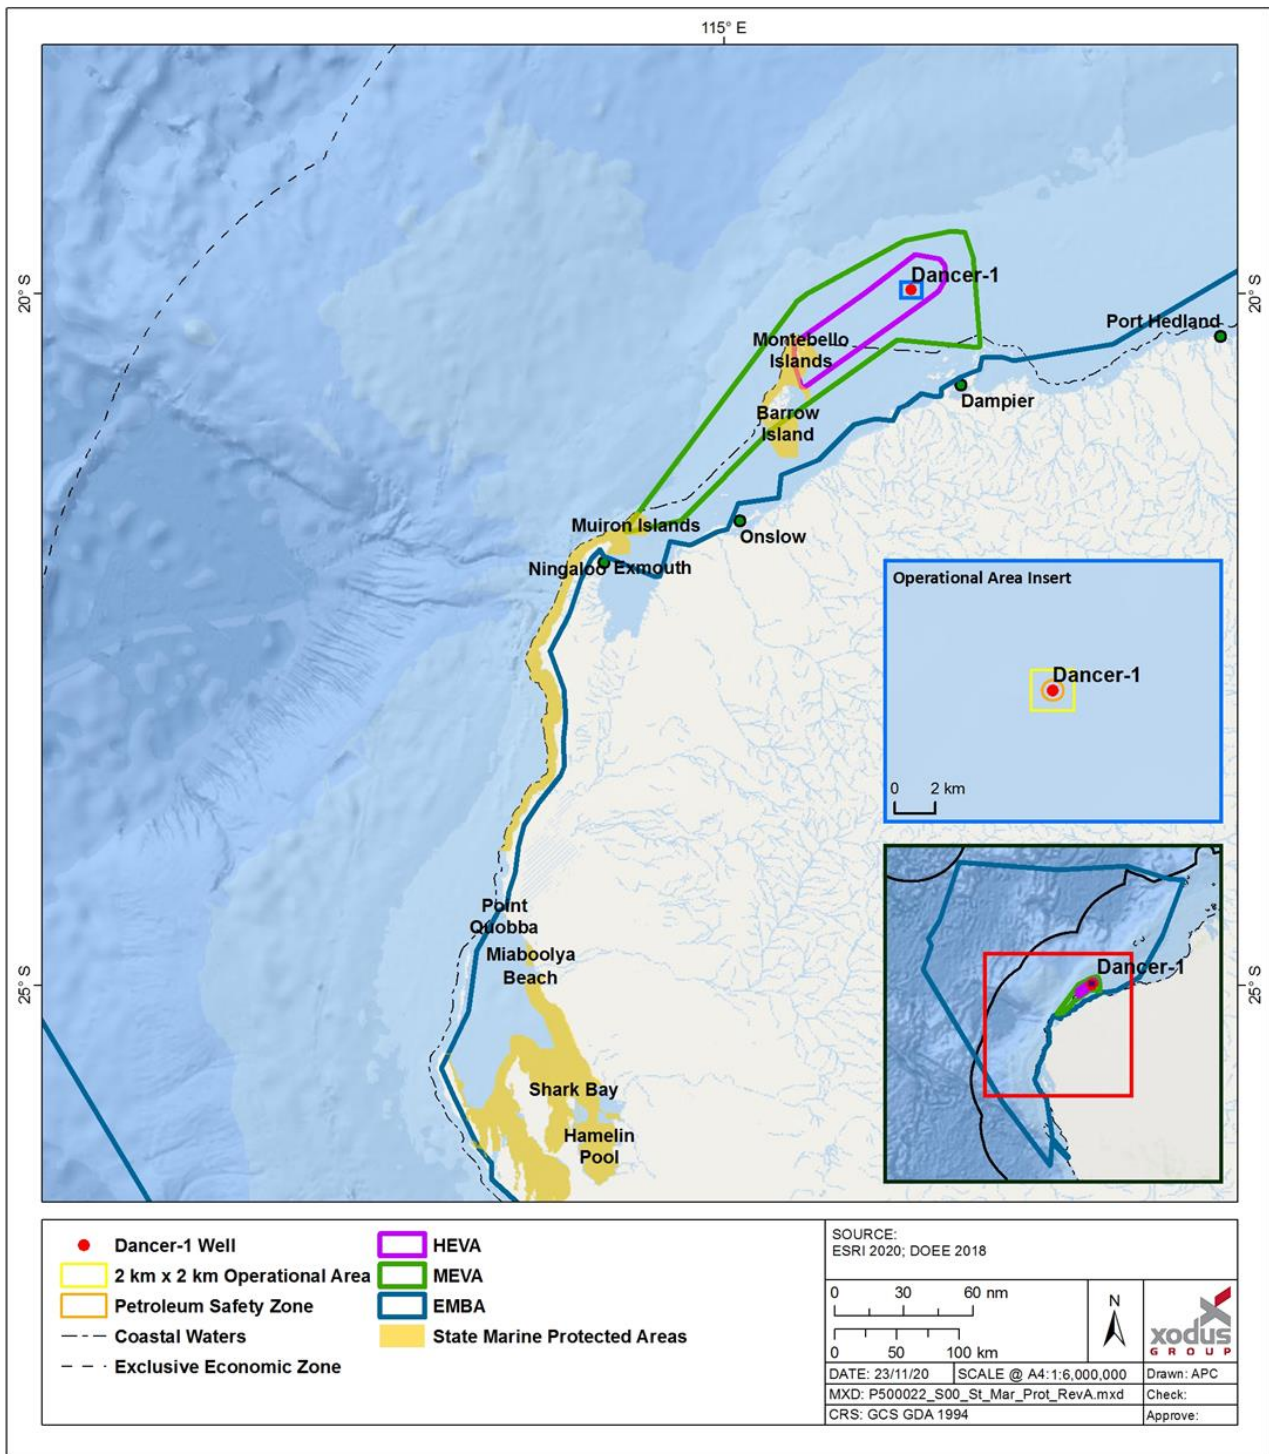 115° E
20° S
20° S
Dancer-1
Port Hedland
Montebello
Islands
Dampier
Barrow
Island
Muiron Islands
Onslow
Ningaloo
Exmouth
Operational Area Insert
Dancer-1
0 2 km
Point
Quobba
Miaboolya
Beach
25° S
25° S
Dancer-1
Shark Bay
Hamelin
Pool
Dancer-1 Well
2 km x 2 km Operational Area
Petroleum Safety Zone
Coastal Waters
Exclusive Economic Zone
HEVA
MEVA
EMBA
State Marine Protected Areas
SOURCE:
ESRI 2020; DOEE 2018
0 30 60 nm
0 50 100 km
N
xodus
GROUP
DATE: 23/11/20
SCALE @ A4:1:6,000,000
Drawn: APC
MXD: P500022_S00_St_Mar_Prot_RevA.mxd
Check:
CRS: GCS GDA 1994
Approve: